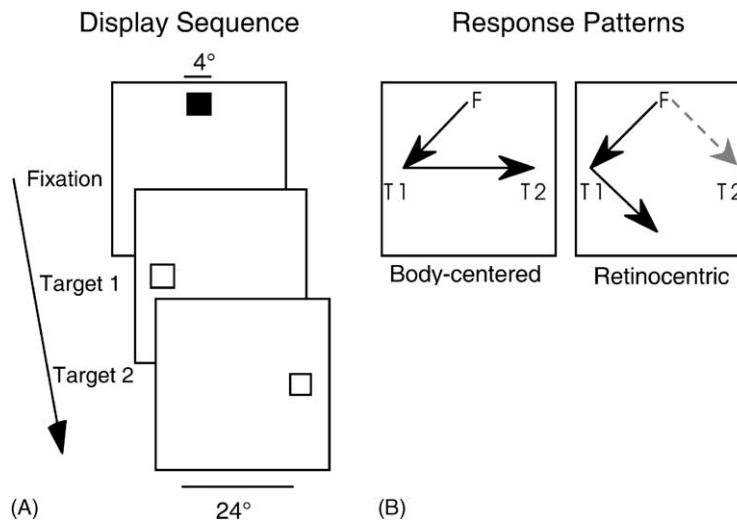 Display Sequence
4°
Fixation
Target 1
Target 2
24°
(A)
Response Patterns
F
T1
T2
Body-centered
F
T1
T2
Retinocentric
(B)